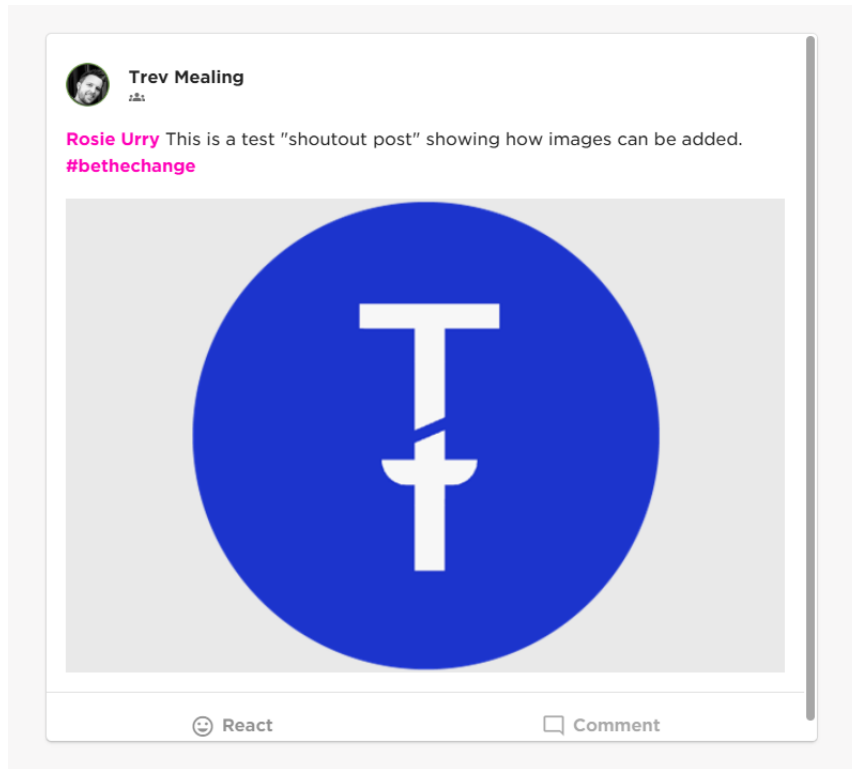 Trev Mealing
Rosie Urry This is a test "shoutout post" showing how images can be added.
#bethechange
React
Comment